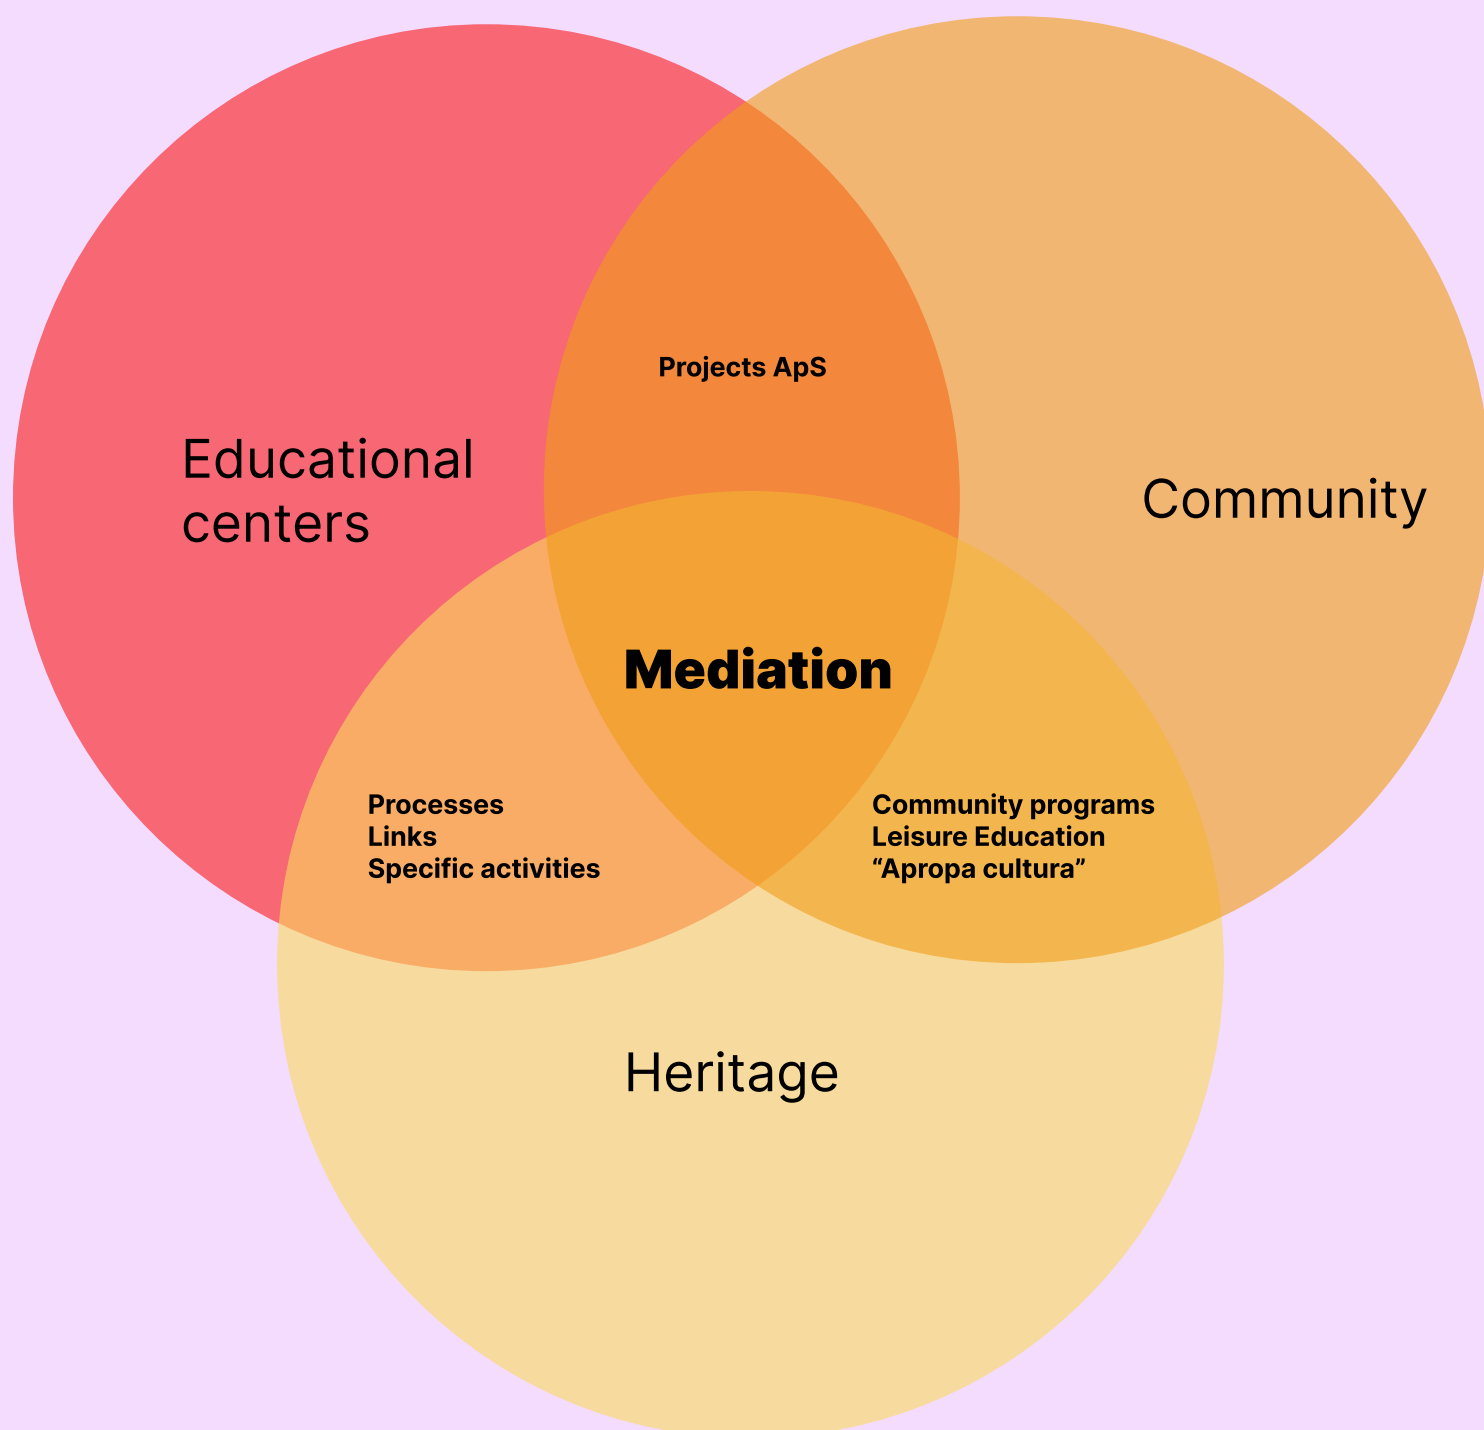 Projects ApS
Educational
centers
Community
Mediation
Processes
Links
Specific activities
Community programs
Leisure Education
“Apropa cultura”
Heritage